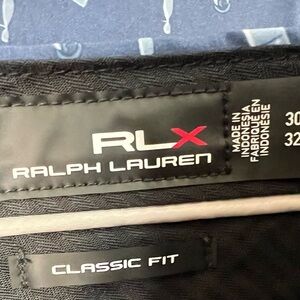 RLX
RALPH LAUREN
MADE IN
INDONESIA
FABRIQUÉ EN
INDONÉSIE
30
32
CLASSIC FIT